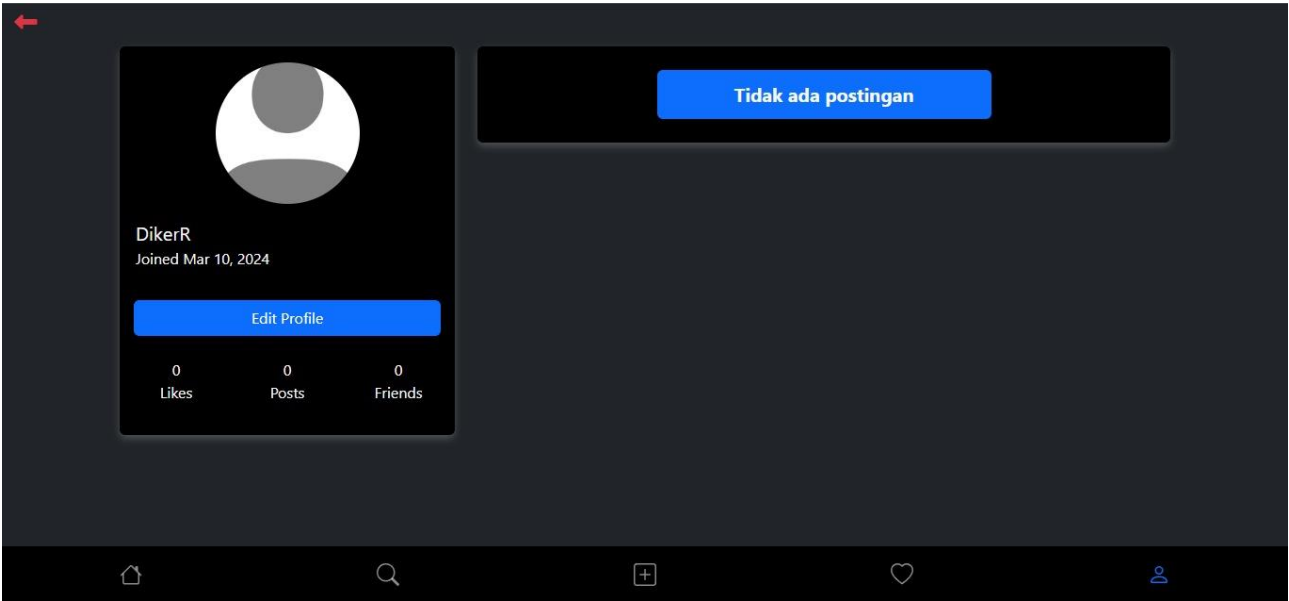 Tidak ada postingan
DikerR
Joined Mar 10, 2024
Edit Profile
0 0 0
Likes Posts Friends